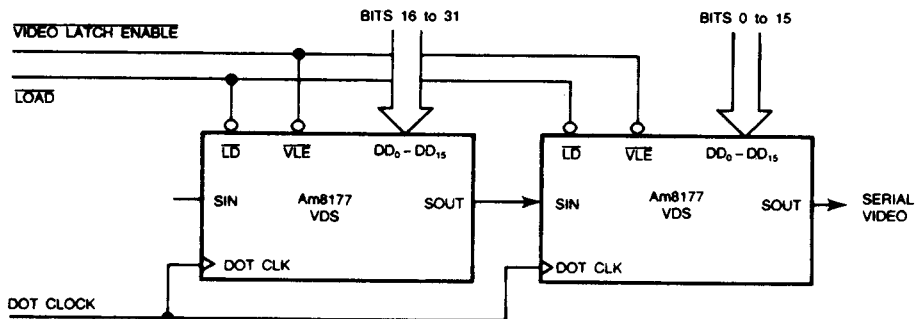 BITS 16 to 31
BITS 0 to 15
VIDEO LATCH ENABLE
LOAD
LD VLE DD₀ – DD₁₅
LD VLE DD₀ – DD₁₅
SIN Am8177 VDS SOUT
SIN Am8177 VDS SOUT
SERIAL VIDEO
DOT CLK
DOT CLK
DOT CLOCK